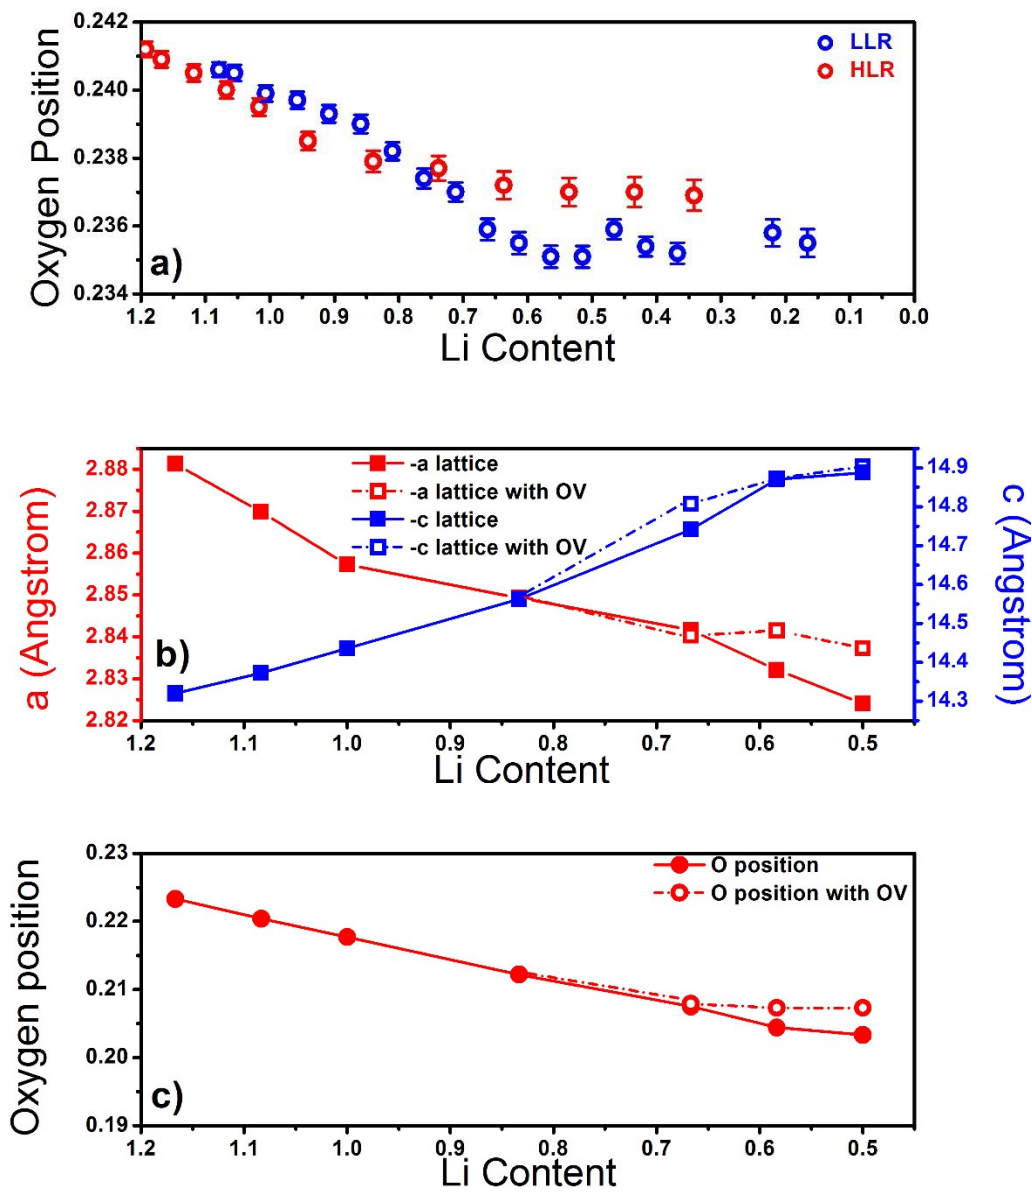 0.242
0.240
0.238
0.236
0.234
Oxygen Position
LLR
HLR
a)
1.2 1.1 1.0 0.9 0.8 0.7 0.6 0.5 0.4 0.3 0.2 0.1 0.0
Li Content
2.88
2.87
2.86
2.85
2.84
2.83
2.82
a (Angstrom)
-a lattice
-a lattice with OV
-c lattice
-c lattice with OV
b)
14.9
14.8
14.7
14.6
14.5
14.4
14.3
c (Angstrom)
1.2 1.1 1.0 0.9 0.8 0.7 0.6 0.5
Li Content
0.23
0.22
0.21
0.20
0.19
Oxygen position
O position
O position with OV
c)
1.2 1.1 1.0 0.9 0.8 0.7 0.6 0.5
Li Content